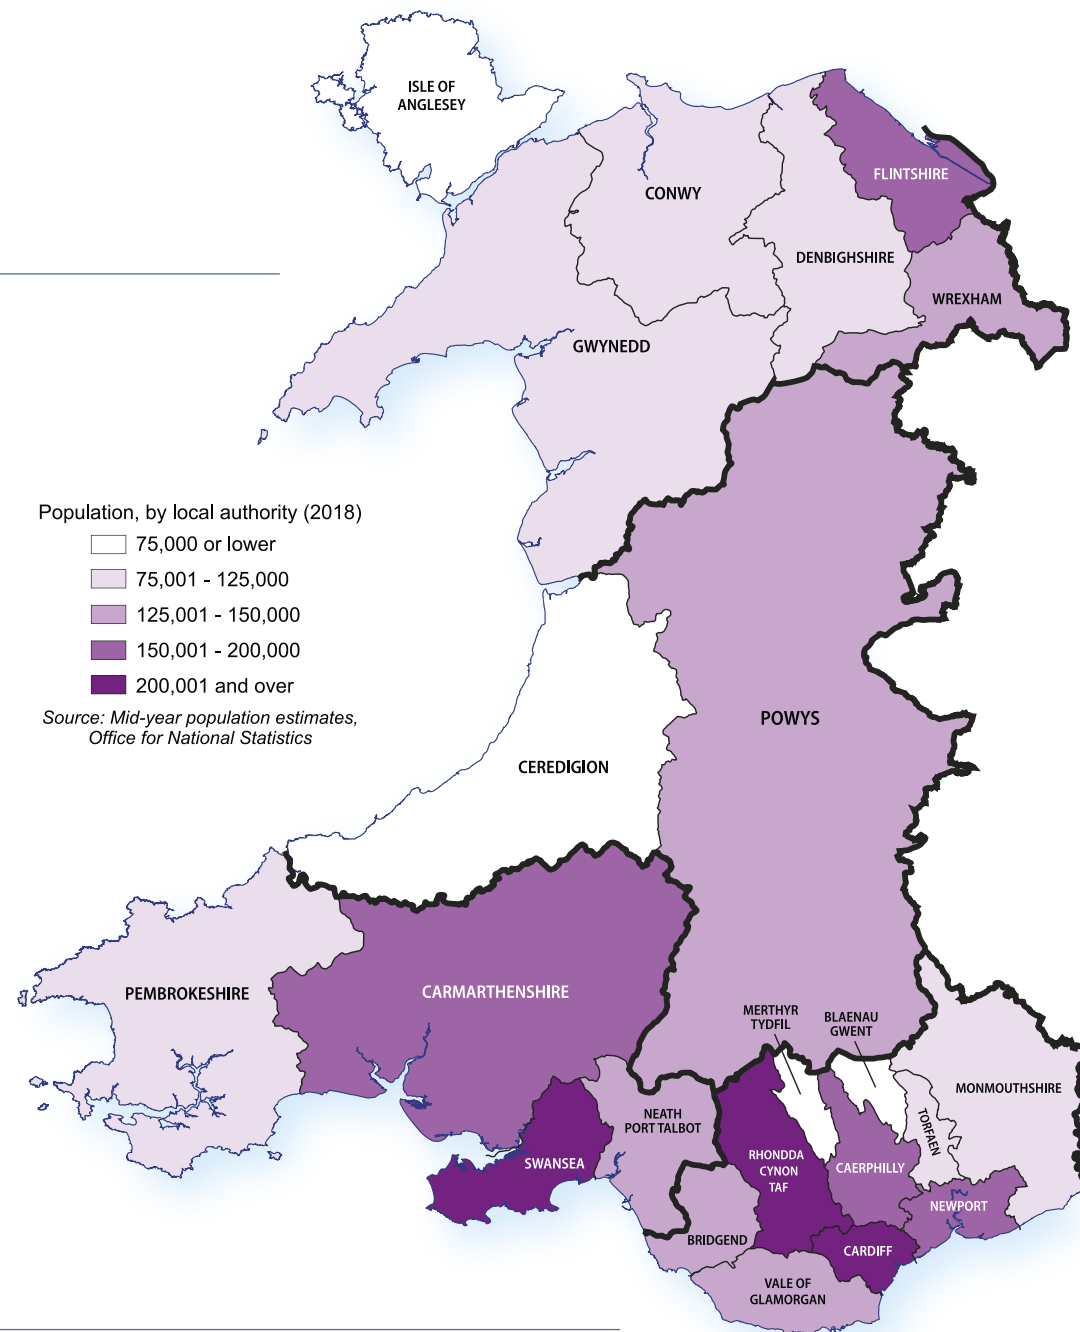 ISLE OF
ANGLESEY
CONWY
FLINTSHIRE
DENBIGHSHIRE
WREXHAM
GWYNEDD
Population, by local authority (2018)
75,000 or lower
75,001 - 125,000
125,001 - 150,000
150,001 - 200,000
200,001 and over
Source: Mid-year population estimates,
Office for National Statistics
POWYS
CEREDIGION
PEMBROKESHIRE
CARMARTHENSHIRE
MERTHYR
TYDFIL
BLAENAU
GWENT
MONMOUTHSHIRE
NEATH
PORT TALBOT
TORFAEN
SWANSEA
RHONDDA
CYNON
TAF
CAERPHILLY
NEWPORT
BRIDGEND
CARDIFF
VALE OF
GLAMORGAN